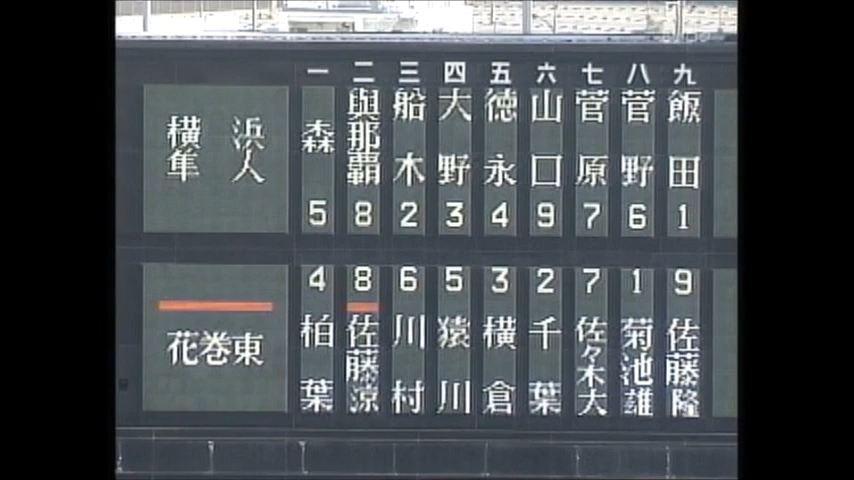 一 二 三 四 五 六 七 八 九
横浜隼人
森 與那覇 船木 大野 徳永 山口 菅原 菅野 飯田
5 8 2 3 4 9 7 6 1
4 8 6 5 3 2 7 1 9
花巻東
柏葉 佐藤涼 川村 猿川 横倉 千葉 佐々木大 菊池雄 佐藤隆